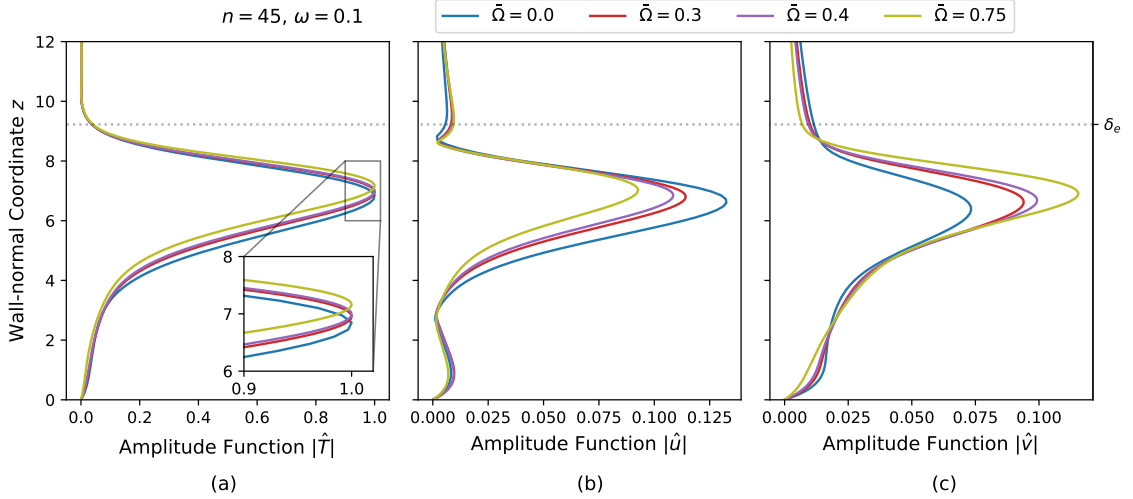 n = 45, ω = 0.1
Ω̄ = 0.0 Ω̄ = 0.3 Ω̄ = 0.4 Ω̄ = 0.75
Wall-normal Coordinate z
12
10
8
6
4
2
0
8
7
6
0.9 1.0
δₑ
0.0 0.2 0.4 0.6 0.8 1.0
0.000 0.025 0.050 0.075 0.100 0.125
0.000 0.025 0.050 0.075 0.100
Amplitude Function |T̂|
Amplitude Function |û|
Amplitude Function |v̂|
(a)
(b)
(c)